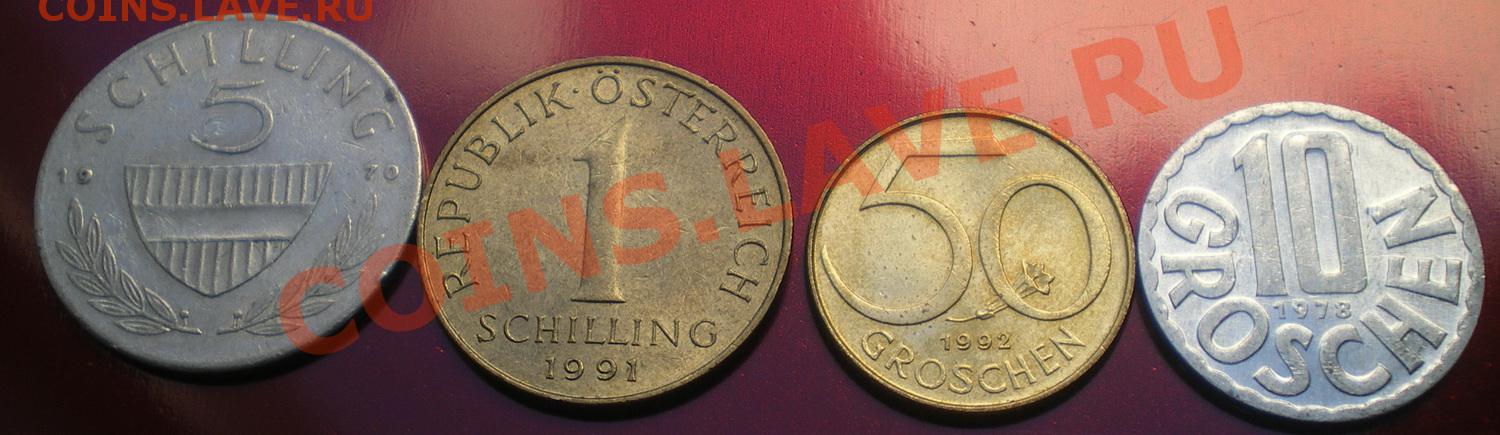 COINS.LAVE.RU
SCHILLING
5
19 70
REPUBLIK · ÖSTERREICH
1
SCHILLING
1991
50
1992
GROSCHEN
10
1978
GROSCHEN
COINS.LAVE.RU